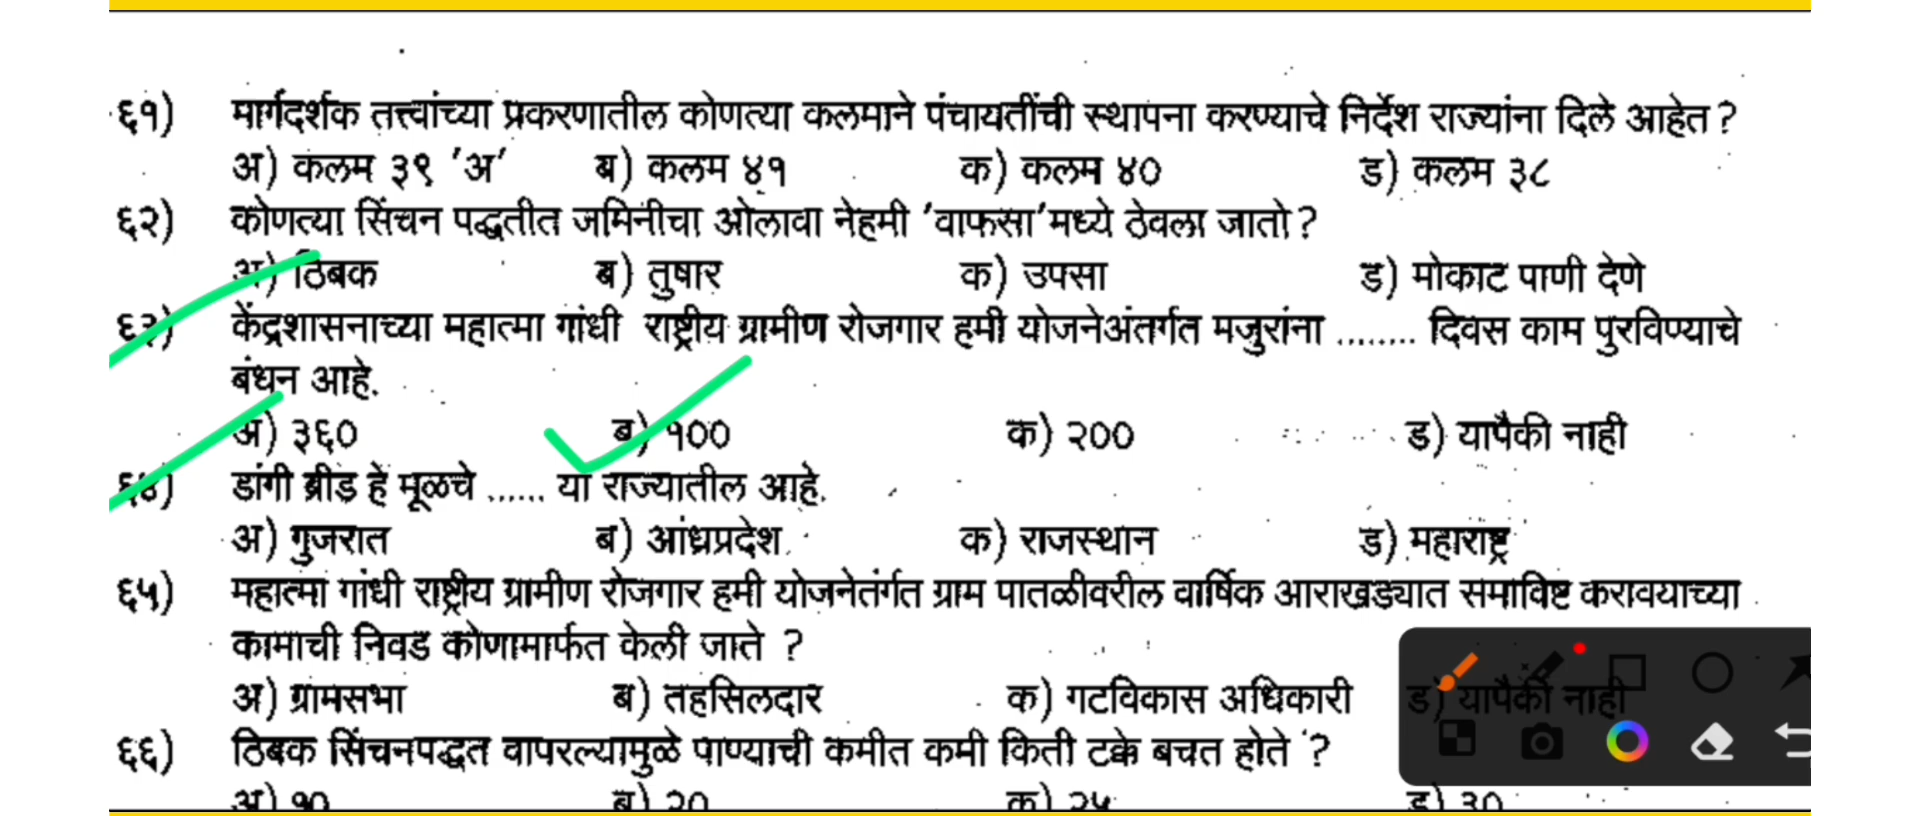 ६१) मार्गदर्शक तत्त्वांच्या प्रकरणातील कोणत्या कलमाने पंचायतींची स्थापना करण्याचे निर्देश राज्यांना दिले आहेत ?
अ) कलम ३९ 'अ' ब) कलम ४१ क) कलम ४० ड) कलम ३८
६२) कोणत्या सिंचन पद्धतीत जमिनीचा ओलावा नेहमी 'वाफसा'मध्ये ठेवला जातो ?
अ) ठिबक ब) तुषार क) उपसा ड) मोकाट पाणी देणे
६३) केंद्रशासनाच्या महात्मा गांधी राष्ट्रीय ग्रामीण रोजगार हमी योजनेअंतर्गत मजुरांना ........ दिवस काम पुरविण्याचे
बंधन आहे.
अ) ३६० ब) १०० क) २०० ड) यापैकी नाही
६४) डांगी ब्रीड हे मूळचे ...... या राज्यातील आहे.
अ) गुजरात ब) आंध्रप्रदेश क) राजस्थान ड) महाराष्ट्र
६५) महात्मा गांधी राष्ट्रीय ग्रामीण रोजगार हमी योजनेतंर्गत ग्राम पातळीवरील वार्षिक आराखड्यात समाविष्ट करावयाच्या
कामाची निवड कोणामार्फत केली जाते ?
अ) ग्रामसभा ब) तहसिलदार क) गटविकास अधिकारी ड) यापैकी नाही
६६) ठिबक सिंचनपद्धत वापरल्यामुळे पाण्याची कमीत कमी किती टक्के बचत होते ?
अ) १० ब) २० क) २५ ड) ३०